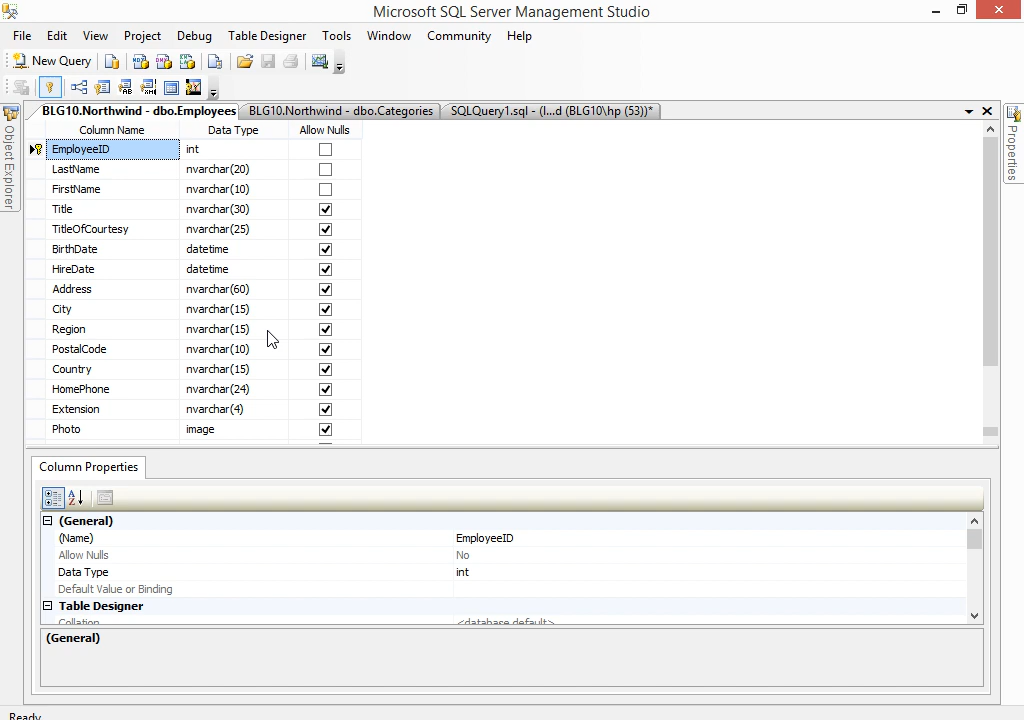 Microsoft SQL Server Management Studio
File Edit View Project Debug Table Designer Tools Window Community Help
New Query
BLG10.Northwind - dbo.Employees BLG10.Northwind - dbo.Categories SQLQuery1.sql - (l...d (BLG10\hp (53))*
Object Explorer
Properties
Column Name Data Type Allow Nulls
EmployeeID int
LastName nvarchar(20)
FirstName nvarchar(10)
Title nvarchar(30)
TitleOfCourtesy nvarchar(25)
BirthDate datetime
HireDate datetime
Address nvarchar(60)
City nvarchar(15)
Region nvarchar(15)
PostalCode nvarchar(10)
Country nvarchar(15)
HomePhone nvarchar(24)
Extension nvarchar(4)
Photo image
Column Properties
(General)
(Name) EmployeeID
Allow Nulls No
Data Type int
Default Value or Binding
Table Designer
Collation <database default>
(General)
Ready